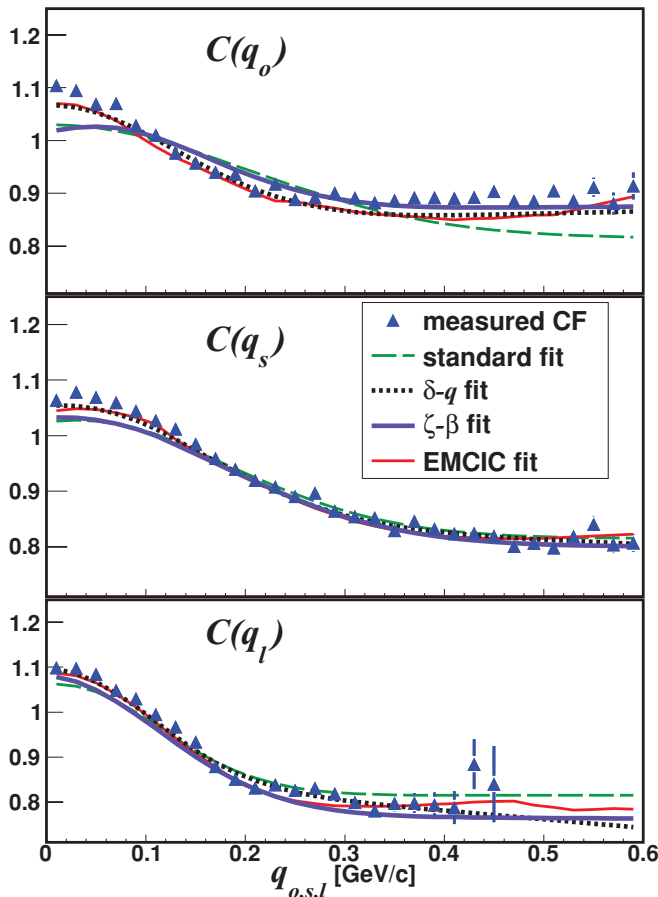 C(q_o)
1.2
1.1
1
0.9
0.8
C(q_s)
1.2
1.1
1
0.9
0.8
measured CF
standard fit
δ-q fit
ζ-β fit
EMCIC fit
C(q_l)
1.2
1.1
1
0.9
0.8
0 0.1 0.2 0.3 0.4 0.5 0.6
q_{o,s,l} [GeV/c]